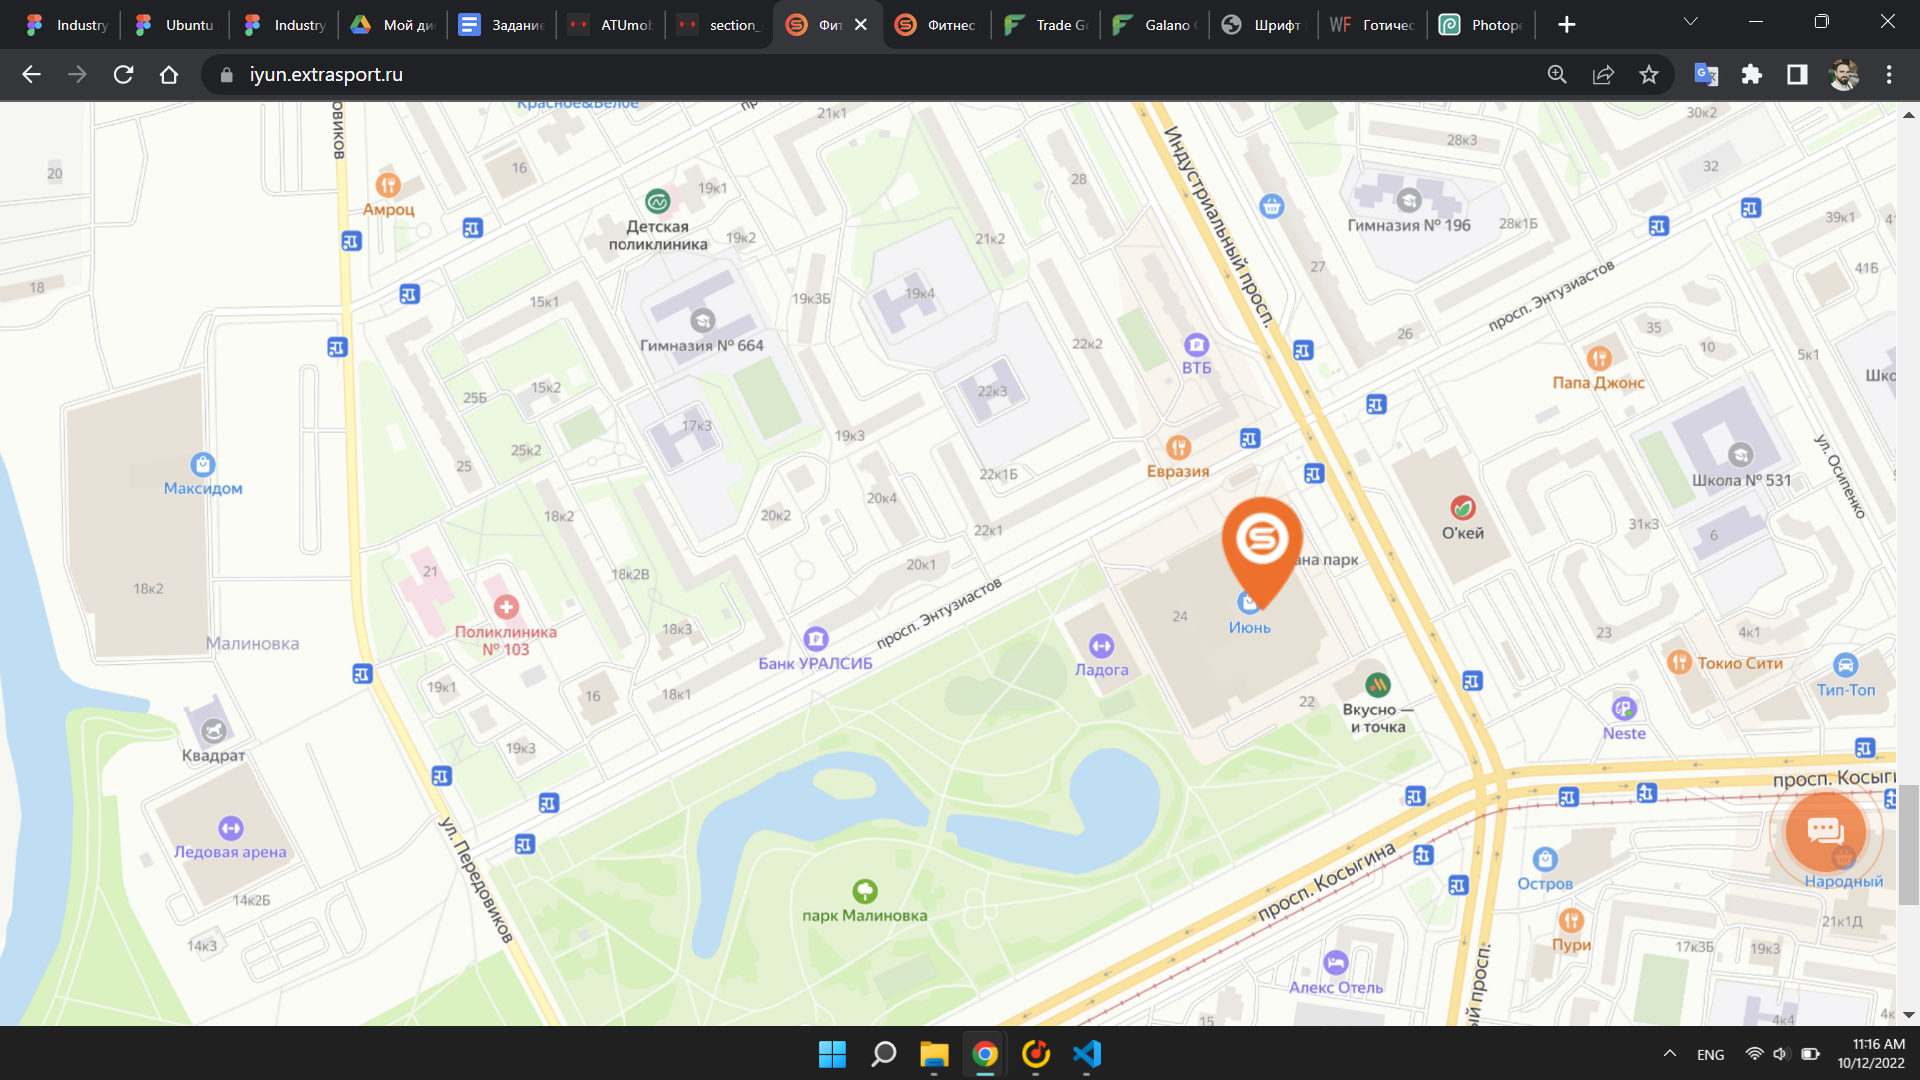 Industry
Ubuntu
Industry
Мой ди
Задание
ATUmob
section_
Фит
Фитнес
Trade Go
Galano
Шрифт
Готичес
Photope
iyun.extrasport.ru
Красное&Белое
21к1
30к2
овиков
Индустриальный просп.
28к3
20
16
32
19к1
28
Амроц
Детская
поликлиника
19к2
21к2
Гимназия № 196
28к1Б
39к1
18
15к1
19к3Б
19к4
27
просп. Энтузиастов
41Б
Гимназия № 664
22к2
26
35
10
5к1
ВТБ
Папа Джонс
Шко
25Б
15к2
22к3
17к3
19к3
25к2
25
Евразия
ул. Осипенко
Максидом
22к1Б
Школа № 531
20к4
18к2
20к2
22к1
О'кей
31к3
6
ана парк
21
18к2В
20к1
18к2
просп. Энтузиастов
24
Июнь
Поликлиника
№ 103
18к3
23
4к1
Малиновка
Банк УРАЛСИБ
Ладога
Токио Сити
19к1
16
18к1
22
Тип-Топ
Вкусно —
и точка
Neste
19к3
Квадрат
просп. Косыги
ул. Передовиков
Ледовая арена
просп. Косыгина
Остров
Народный
14к2Б
парк Малиновка
21к1Д
14к3
Пури
17к3Б
19к3
Алекс Отель
ый просп.
15
4к4
4к
ENG
11:16 AM
10/12/2022